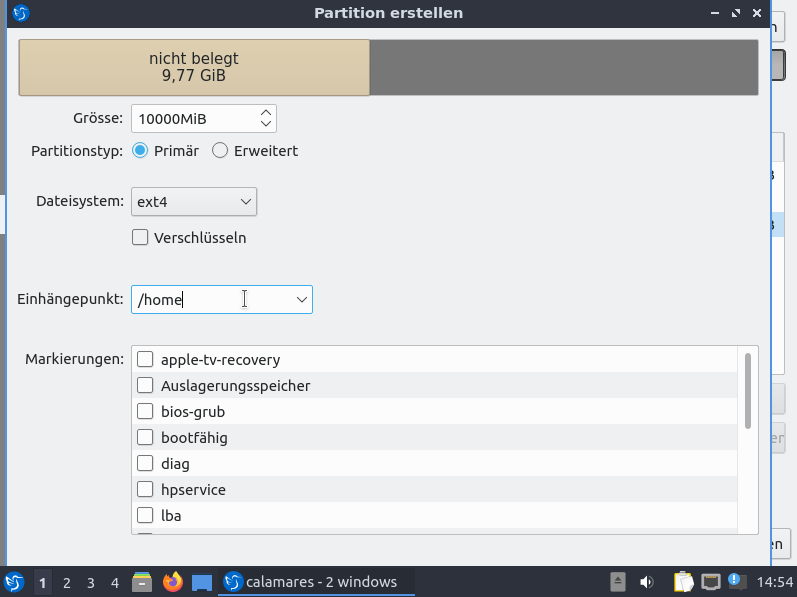 Partition erstellen
nicht belegt
9,77 GiB
Grösse: 10000MiB
Partitionstyp: Primär Erweitert
Dateisystem: ext4
Verschlüsseln
Einhängepunkt: /home
Markierungen: apple-tv-recovery
Auslagerungsspeicher
bios-grub
bootfähig
diag
hpservice
lba
1 2 3 4 calamares - 2 windows 14:54